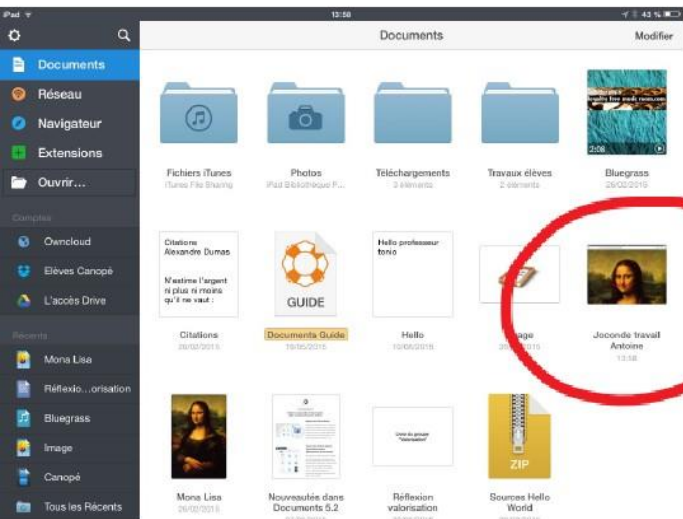 iPad
13:58
43 %
Documents
Modifier
Documents
Réseau
Navigateur
Extensions
Ouvrir...
Comptes
Owncloud
Elèves Canopé
L'accès Drive
Récents
Mona Lisa
Réflexio...orisation
Bluegrass
Image
Canopé
Tous les Récents
Fichiers iTunes
iTunes File Sharing
Photos
iPad Bibliothèque P...
Téléchargements
3 éléments
Travaux élèves
2 éléments
2:08
Bluegrass
26/02/2015
Citations
Alexandre Dumas
N'estime l'argent
ni plus ni moins
qu'il ne vaut :
Citations
26/02/2015
GUIDE
Documents Guide
19/05/2015
Hello professeur
tonio
Hello
Joconde travail
Antoine
13:58
Mona Lisa
26/02/2015
Nouveautés dans
Documents 5.2
Réflexion
valorisation
ZIP
Sources Hello
World